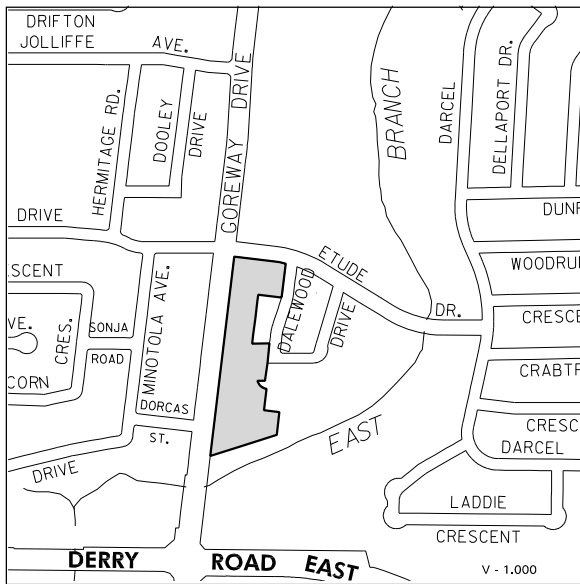 DRIFTON
JOLLIFFE AVE.
HERMITAGE RD.
DOOLEY
DRIVE
GOREWAY DRIVE
BRANCH
DARCEL
DELLAPORT DR.
DRIVE
DUNR
ETUDE
DR.
SCENT
WOODRU
MINOTOLA AVE.
DALEWOOD
DRIVE
VE.
CRES.
SONJA
ROAD
CRESCE
CORN
CRABTR
DORCAS
ST.
EAST
CRESC
DARCEL
DRIVE
LADDIE
CRESCENT
DERRY ROAD EAST
V - 1.000